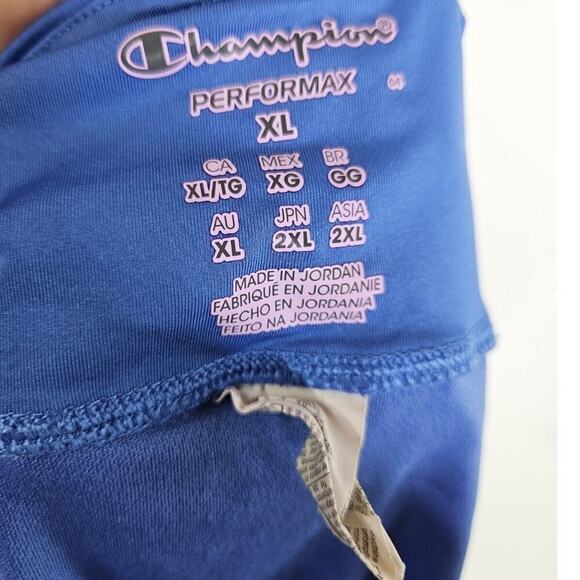 Champion®
PERFORMAX
XL
CA MEX BR
XL/TG XG GG
AU JPN ASIA
XL 2XL 2XL
MADE IN JORDAN
FABRIQUÉ EN JORDANIE
HECHO EN JORDANIA
FEITO NA JORDANIA